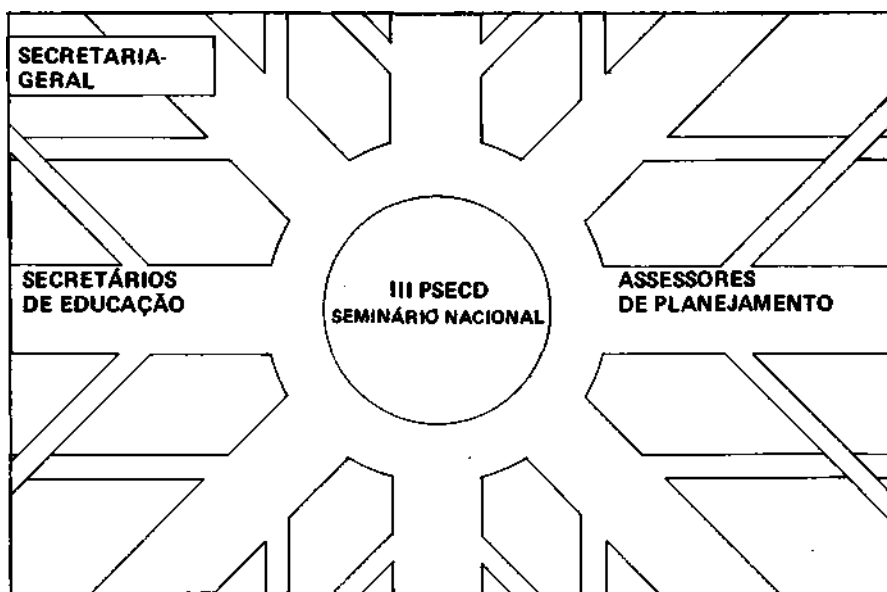 SECRETARIA-
GERAL
SECRETÁRIOS
DE EDUCAÇÃO
III PSECD
SEMINÁRIO NACIONAL
ASSESSORES
DE PLANEJAMENTO